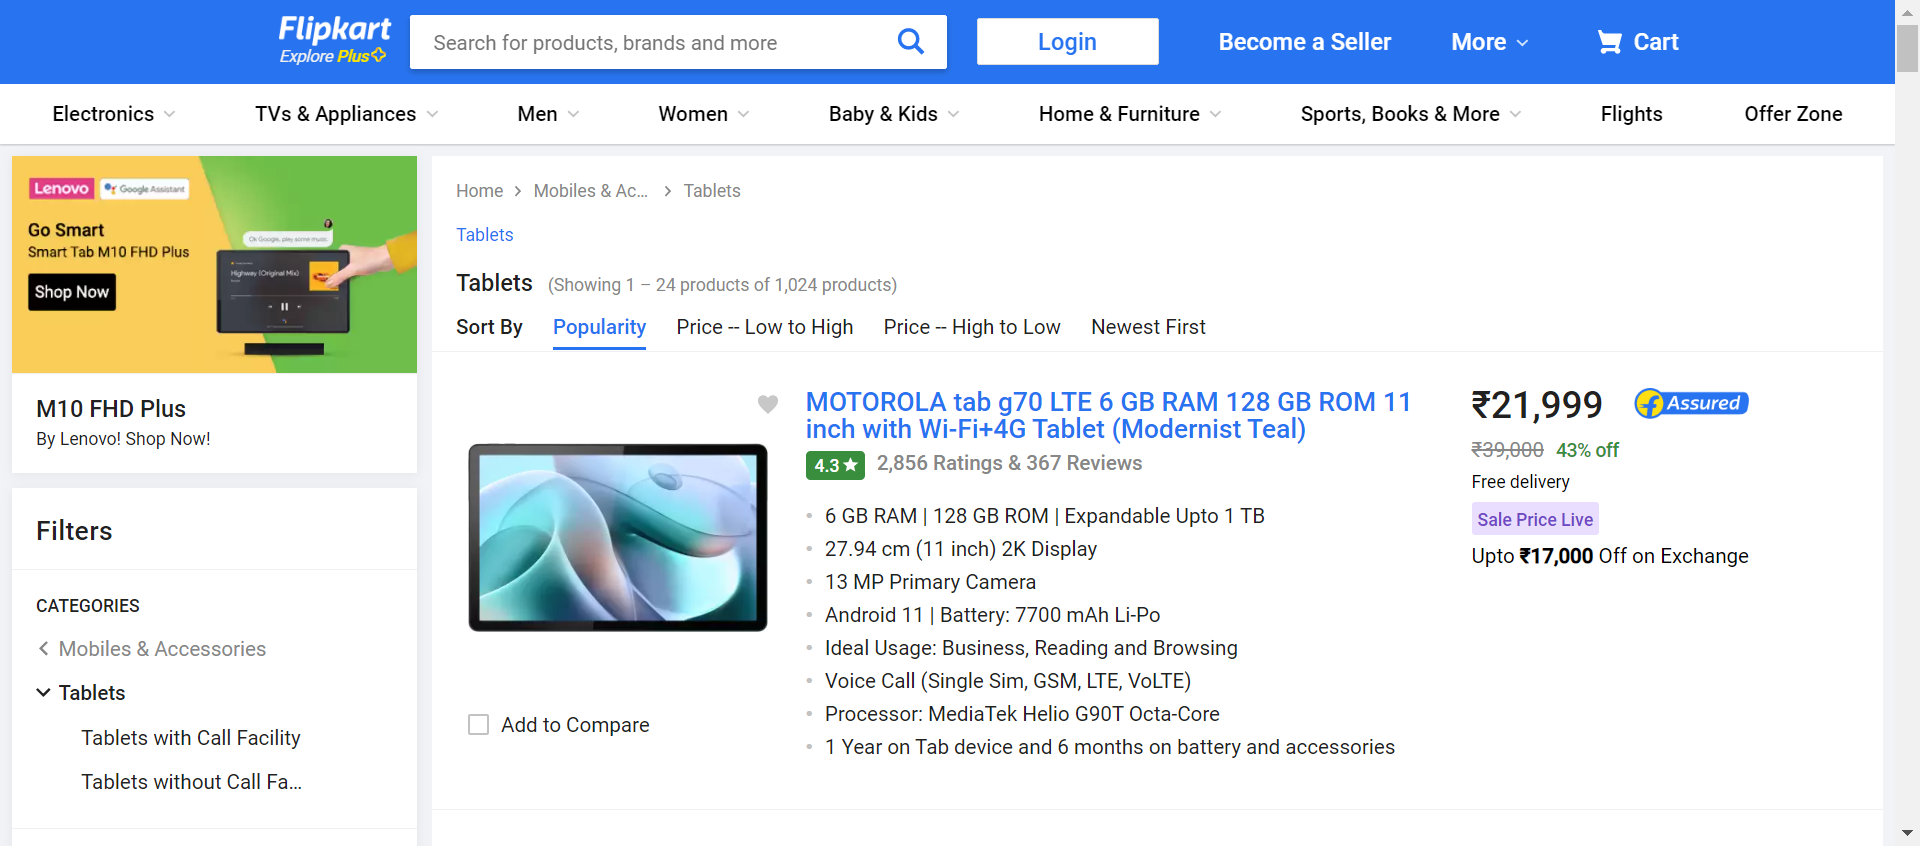 Flipkart
Explore Plus
Search for products, brands and more
Login
Become a Seller
More
Cart
Electronics
TVs & Appliances
Men
Women
Baby & Kids
Home & Furniture
Sports, Books & More
Flights
Offer Zone
Lenovo
Google Assistant
Go Smart
Smart Tab M10 FHD Plus
Shop Now
Ok Google, play some music
Highway (Original Mix)
M10 FHD Plus
By Lenovo! Shop Now!
Filters
CATEGORIES
Mobiles & Accessories
Tablets
Tablets with Call Facility
Tablets without Call Fa...
Home > Mobiles & Ac... > Tablets
Tablets
Tablets (Showing 1 – 24 products of 1,024 products)
Sort By Popularity Price -- Low to High Price -- High to Low Newest First
MOTOROLA tab g70 LTE 6 GB RAM 128 GB ROM 11
inch with Wi-Fi+4G Tablet (Modernist Teal)
4.3★ 2,856 Ratings & 367 Reviews
• 6 GB RAM | 128 GB ROM | Expandable Upto 1 TB
• 27.94 cm (11 inch) 2K Display
• 13 MP Primary Camera
• Android 11 | Battery: 7700 mAh Li-Po
• Ideal Usage: Business, Reading and Browsing
• Voice Call (Single Sim, GSM, LTE, VoLTE)
• Processor: MediaTek Helio G90T Octa-Core
• 1 Year on Tab device and 6 months on battery and accessories
Add to Compare
₹21,999
Assured
₹39,000 43% off
Free delivery
Sale Price Live
Upto ₹17,000 Off on Exchange